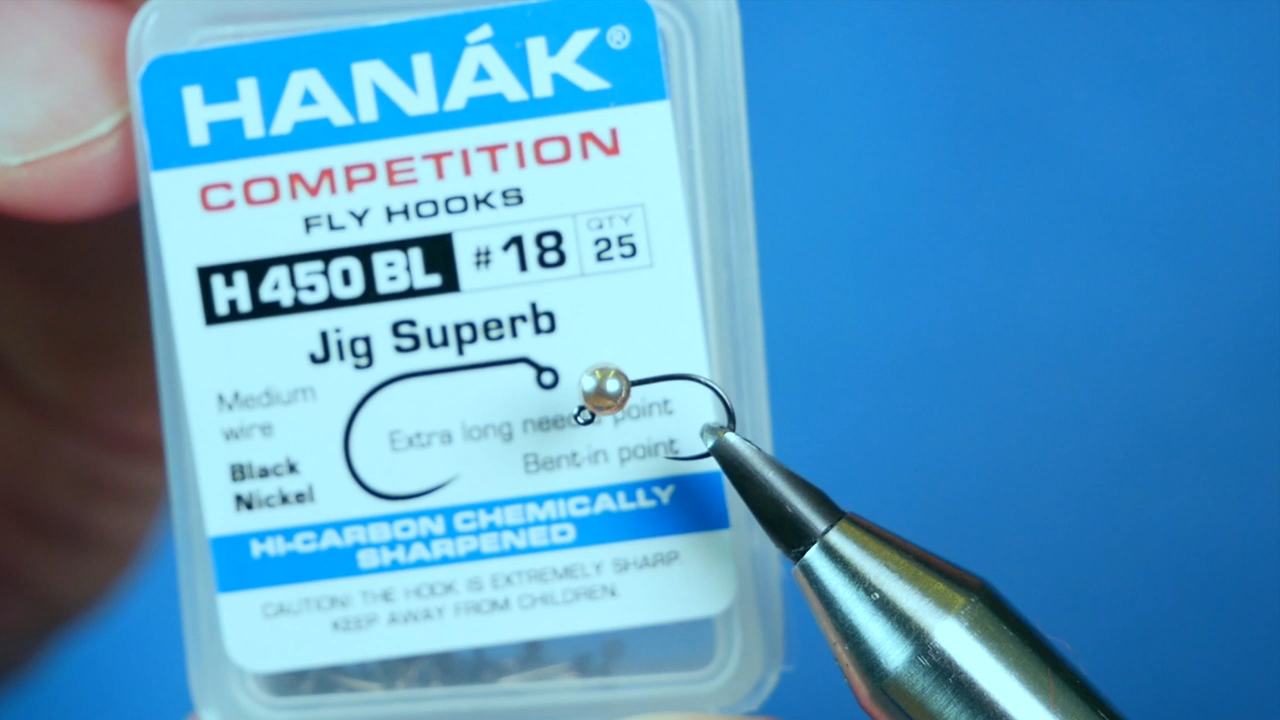 HANÁK®
COMPETITION
FLY HOOKS
H 450 BL #18 QTY 25
Jig Superb
Medium wire
Extra long needle point
Bent-in point
Black Nickel
HI-CARBON CHEMICALLY
SHARPENED
CAUTION! THE HOOK IS EXTREMELY SHARP.
KEEP AWAY FROM CHILDREN.